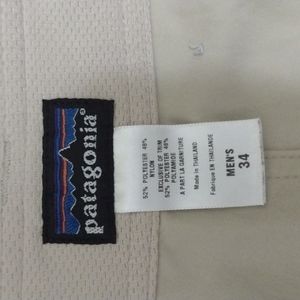 patagonia®
52% POLYESTER 48%
NYLON
EXCLUSIVE OF TRIM
52% POLYESTER 48%
POLYAMIDE
A PART LA GARNITURE
Made in THAILAND
Fabriqué EN THAILANDE
MEN'S
34